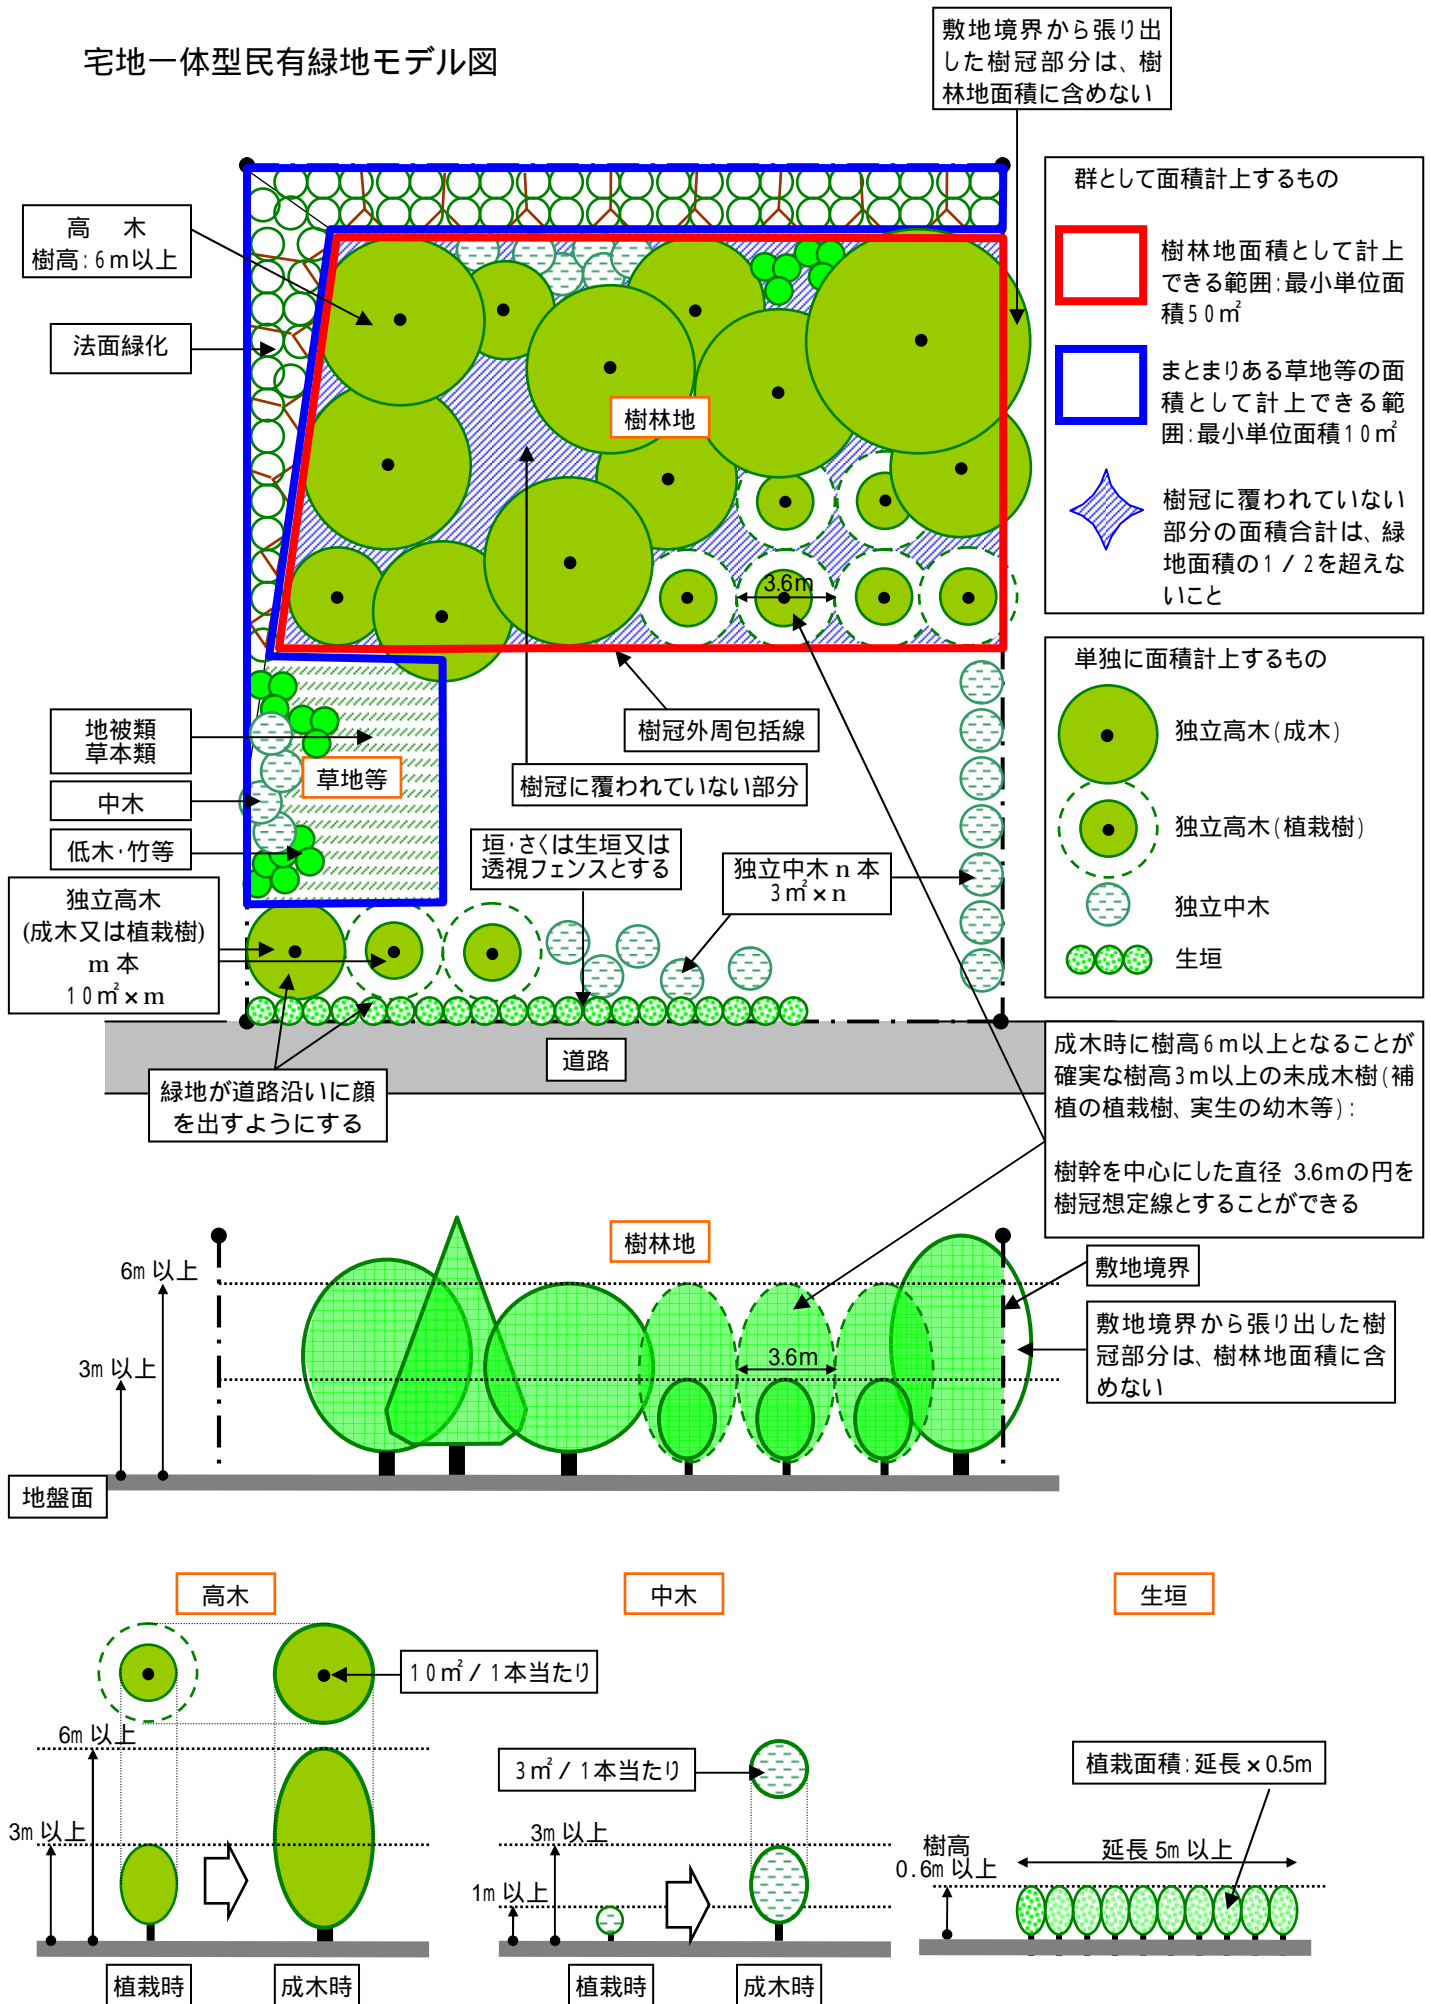 宅地一体型民有緑地モデル図
敷地境界から張り出
した樹冠部分は、樹
林地面積に含めない
高　木
樹高:6m以上
法面緑化
樹林地
3.6m
群として面積計上するもの
樹林地面積として計上
できる範囲:最小単位面
積50㎡
まとまりある草地等の面
積として計上できる範
囲:最小単位面積10㎡
樹冠に覆われていない
部分の面積合計は、緑
地面積の1/2を超えな
いこと
単独に面積計上するもの
独立高木(成木)
独立高木(植栽樹)
独立中木
生垣
地被類
草本類
草地等
中木
低木・竹等
独立高木
(成木又は植栽樹)
m 本
10㎡×m
樹冠外周包括線
樹冠に覆われていない部分
垣・さくは生垣又は
透視フェンスとする
独立中木 n 本
3㎡×n
道路
緑地が道路沿いに顔
を出すようにする
成木時に樹高6m以上となることが
確実な樹高3m以上の未成木樹(補
植の植栽樹、実生の幼木等):
樹幹を中心にした直径 3.6mの円を
樹冠想定線とすることができる
樹林地
6m 以上
3m 以上
3.6m
敷地境界
敷地境界から張り出した樹
冠部分は、樹林地面積に含
めない
地盤面
高木
10㎡/1本当たり
6m 以上
3m 以上
植栽時
成木時
中木
3㎡/1本当たり
3m 以上
1m 以上
植栽時
成木時
生垣
植栽面積:延長×0.5m
樹高
0.6m 以上
延長 5m 以上